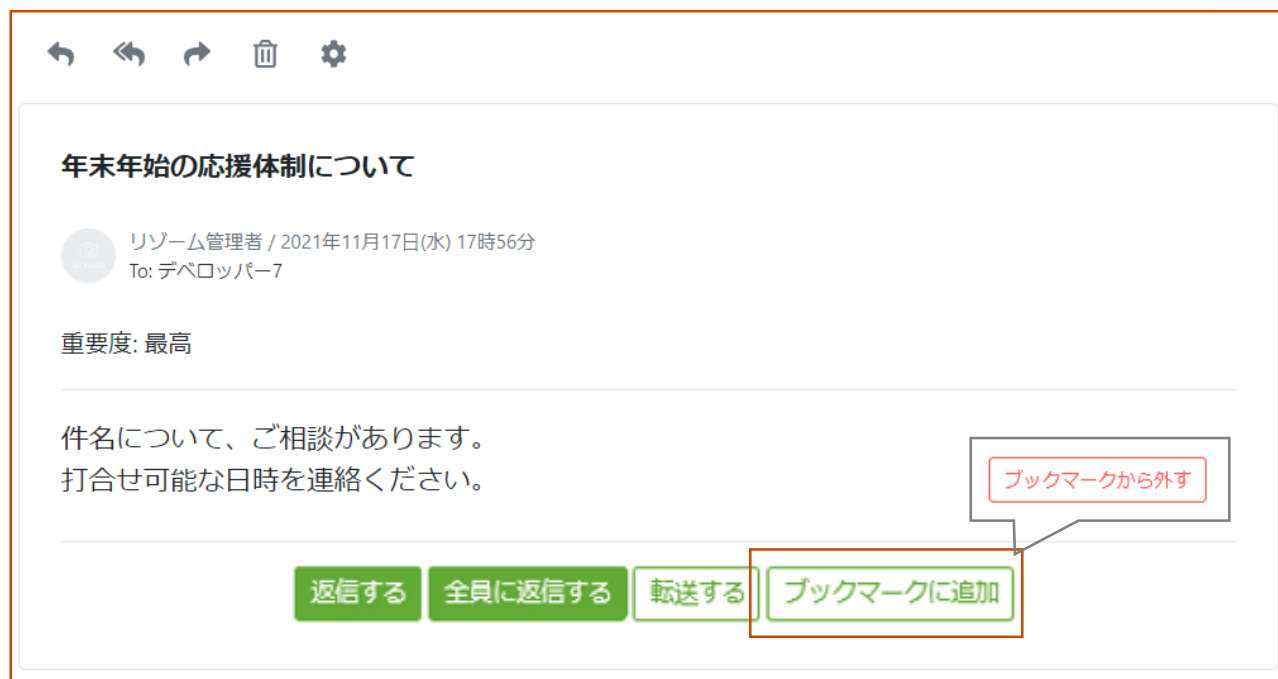 年末年始の応援体制について
リゾーム管理者 / 2021年11月17日(水) 17時56分
To: デベロッパー7
重要度: 最高
件名について、ご相談があります。
打合せ可能な日時を連絡ください。
ブックマークから外す
返信する 全員に返信する 転送する ブックマークに追加